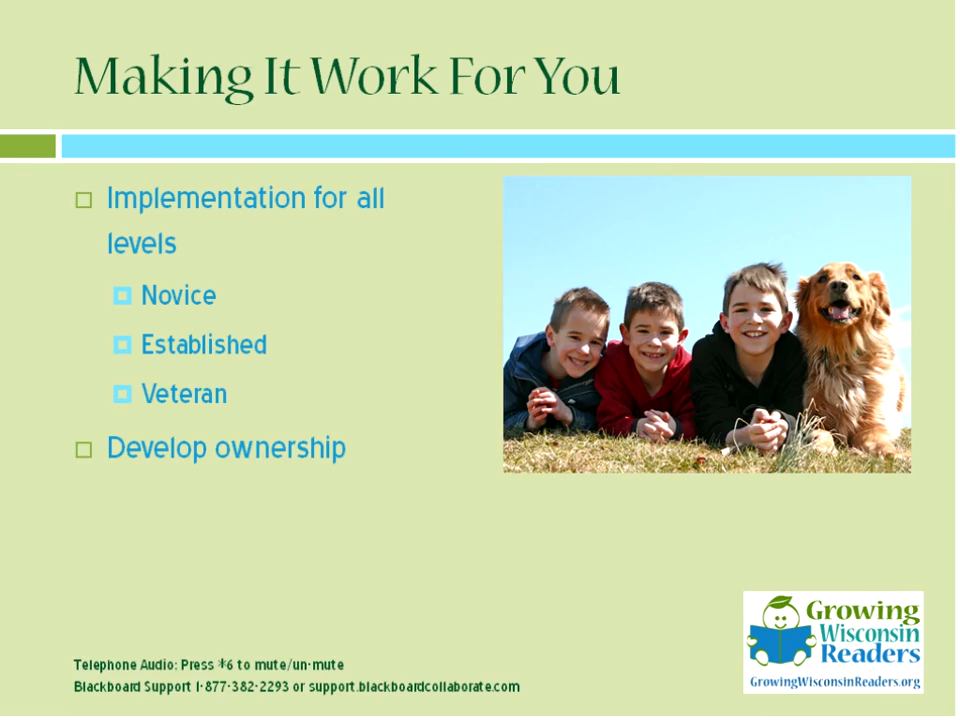 Making It Work For You
Implementation for all
levels
Novice
Established
Veteran
Develop ownership
Growing
Wisconsin
Readers
GrowingWisconsinReaders.org
Telephone Audio: Press *6 to mute/un-mute
Blackboard Support 1-877-382-2293 or support.blackboardcollaborate.com